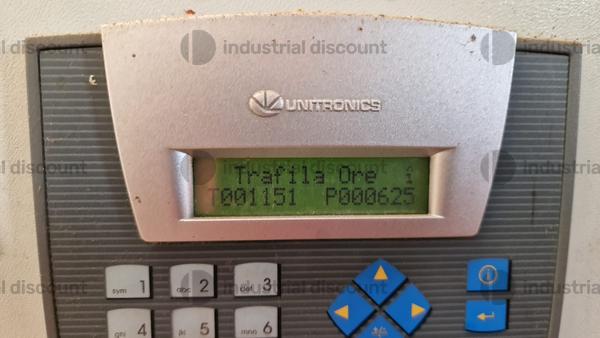 industrial discount
UNITRONICS
Trafila Ore
T001151 P000625
sym 1
abc 2
def 3
ghi 4
jkl 5
mno 6